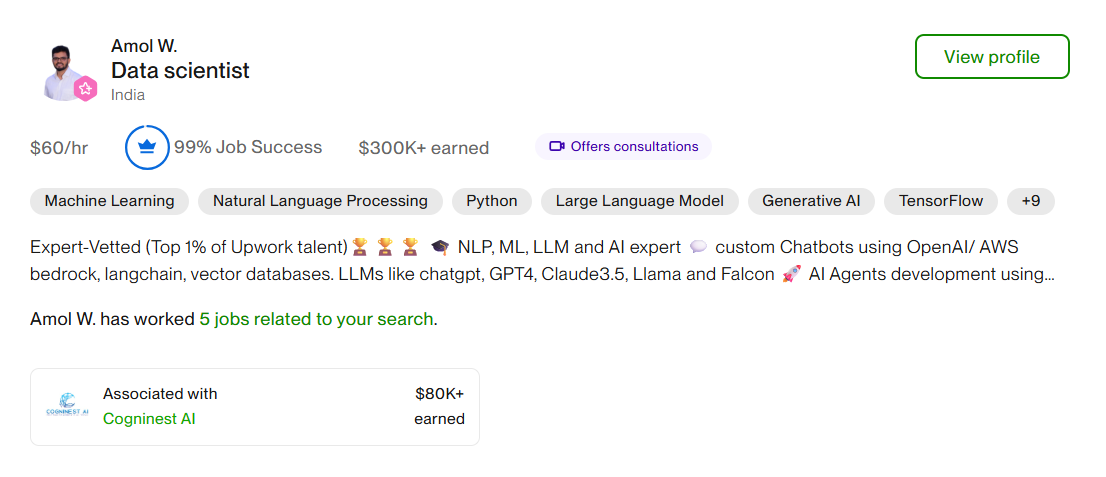 Amol W.
Data scientist
India
View profile
$60/hr
99% Job Success
$300K+ earned
Offers consultations
Machine Learning
Natural Language Processing
Python
Large Language Model
Generative AI
TensorFlow
+9
Expert-Vetted (Top 1% of Upwork talent)🏆 🏆 🏆 🎓 NLP, ML, LLM and AI expert 💬 custom Chatbots using OpenAI/ AWS
bedrock, langchain, vector databases. LLMs like chatgpt, GPT4, Claude3.5, Llama and Falcon 🚀 AI Agents development using...
Amol W. has worked 5 jobs related to your search.
COGNINEST AI
Associated with
Cogninest AI
$80K+
earned